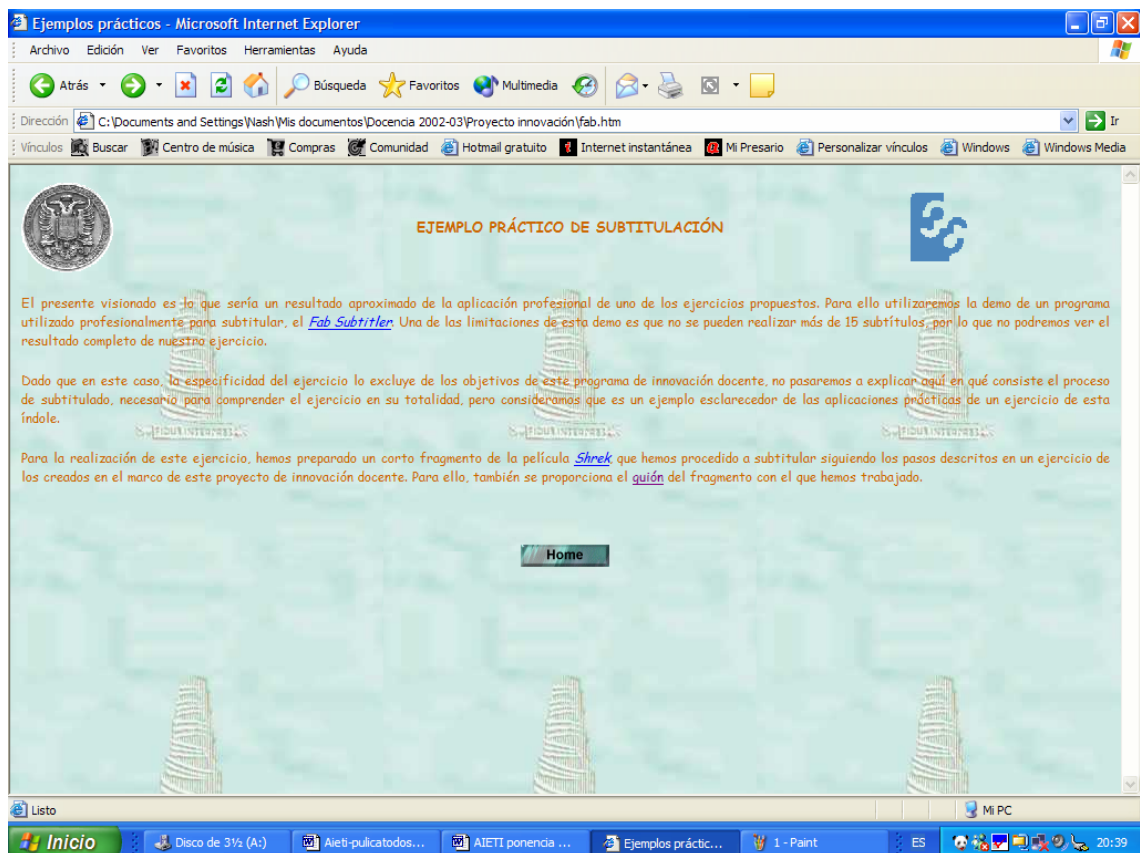 Ejemplos prácticos - Microsoft Internet Explorer
Archivo Edición Ver Favoritos Herramientas Ayuda
Atrás Búsqueda Favoritos Multimedia
Dirección C:\Documents and Settings\Nash\Mis documentos\Docencia 2002-03\Proyecto innovación\fab.htm Ir
Vínculos Buscar Centro de música Compras Comunidad Hotmail gratuito Internet instantánea Mi Presario Personalizar vínculos Windows Windows Media
EJEMPLO PRÁCTICO DE SUBTITULACIÓN
El presente visionado es lo que sería un resultado aproximado de la aplicación profesional de uno de los ejercicios propuestos. Para ello utilizaremos la demo de un programa
utilizado profesionalmente para subtitular, el Fab Subtitler. Una de las limitaciones de esta demo es que no se pueden realizar más de 15 subtítulos, por lo que no podremos ver el
resultado completo de nuestro ejercicio.
Dado que en este caso, la especificidad del ejercicio lo excluye de los objetivos de este programa de innovación docente, no pasaremos a explicar aquí en qué consiste el proceso
de subtitulado, necesario para comprender el ejercicio en su totalidad, pero consideramos que es un ejemplo esclarecedor de las aplicaciones prácticas de un ejercicio de esta
índole.
Para la realización de este ejercicio, hemos preparado un corto fragmento de la película Shrek, que hemos procedido a subtitular siguiendo los pasos descritos en un ejercicio de
los creados en el marco de este proyecto de innovación docente. Para ello, también se proporciona el guión del fragmento con el que hemos trabajado.
Home
Listo Mi PC
Inicio Disco de 3½ (A:) Aieti-pulicatodos... AIETI ponencia ... Ejemplos práctic... 1 - Paint ES 20:39